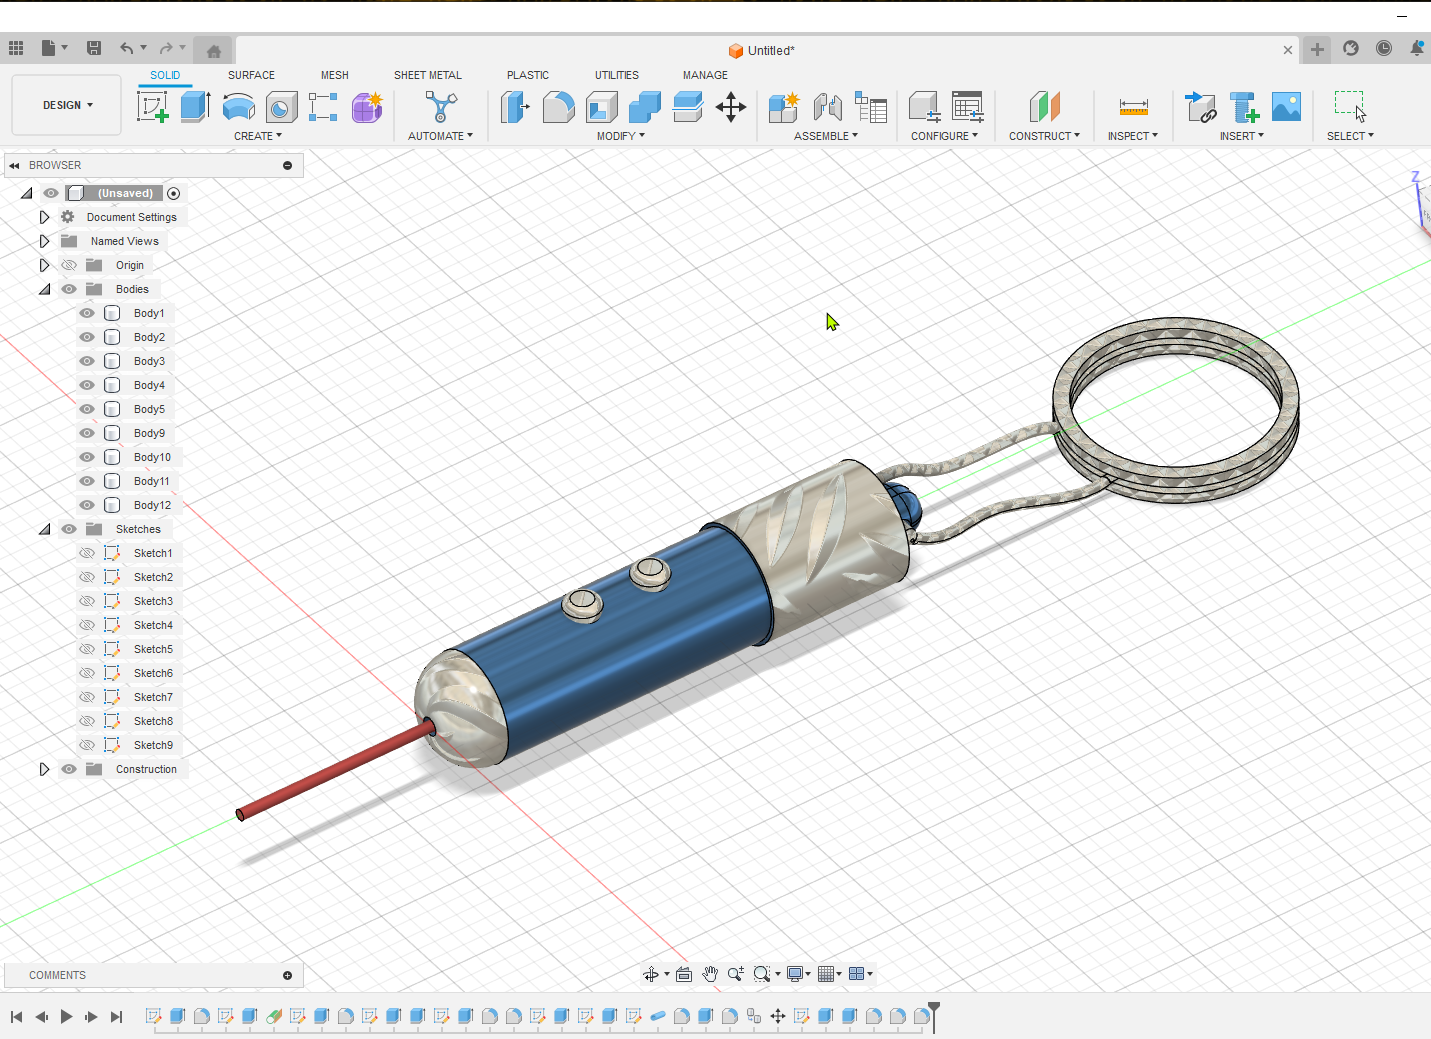 Untitled*
SOLID SURFACE MESH SHEET METAL PLASTIC UTILITIES MANAGE
DESIGN
CREATE AUTOMATE MODIFY ASSEMBLE CONFIGURE CONSTRUCT INSPECT INSERT SELECT
BROWSER
(Unsaved)
Document Settings
Named Views
Origin
Bodies
Body1
Body2
Body3
Body4
Body5
Body9
Body10
Body11
Body12
Sketches
Sketch1
Sketch2
Sketch3
Sketch4
Sketch5
Sketch6
Sketch7
Sketch8
Sketch9
Construction
Z
COMMENTS